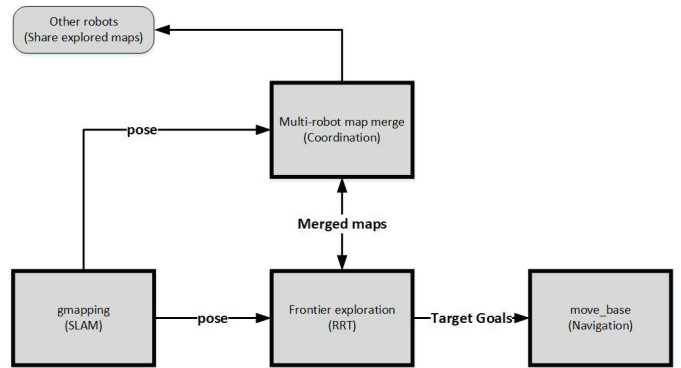 Other robots
(Share explored maps)
Multi-robot map merge
(Coordination)
pose
Merged maps
gmapping
(SLAM)
pose
Frontier exploration
(RRT)
Target Goals
move_base
(Navigation)